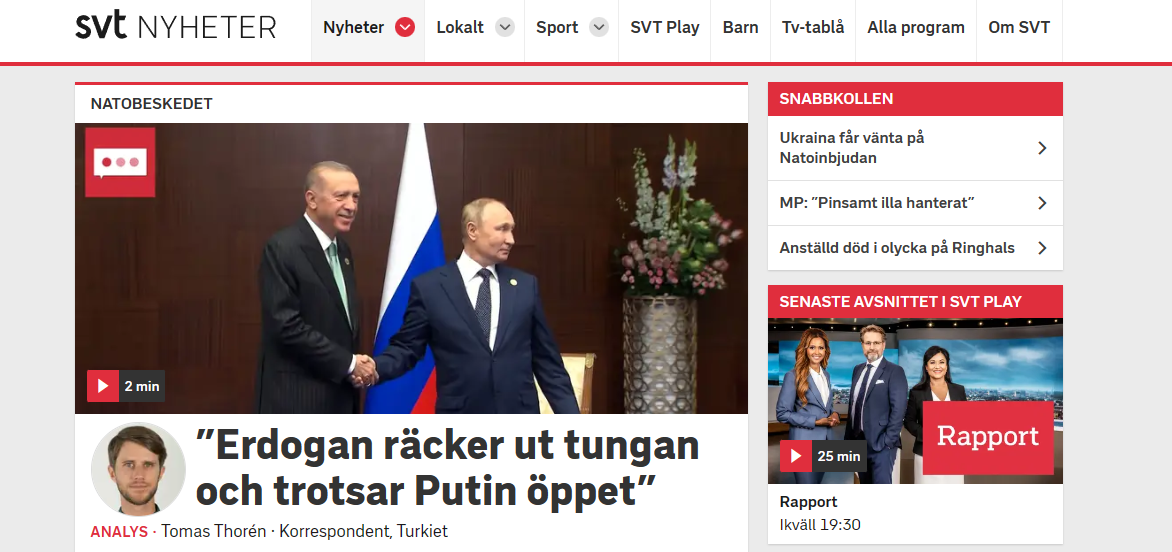 svt NYHETER
Nyheter
Lokalt
Sport
SVT Play
Barn
Tv-tablå
Alla program
Om SVT
NATOBESKEDET
2 min
”Erdogan räcker ut tungan
och trotsar Putin öppet”
ANALYS · Tomas Thorén · Korrespondent, Turkiet
SNABBKOLLEN
Ukraina får vänta på
Natoinbjudan
MP: ”Pinsamt illa hanterat”
Anställd död i olycka på Ringhals
SENASTE AVSNITTET I SVT PLAY
Rapport
25 min
Rapport
Ikväll 19:30